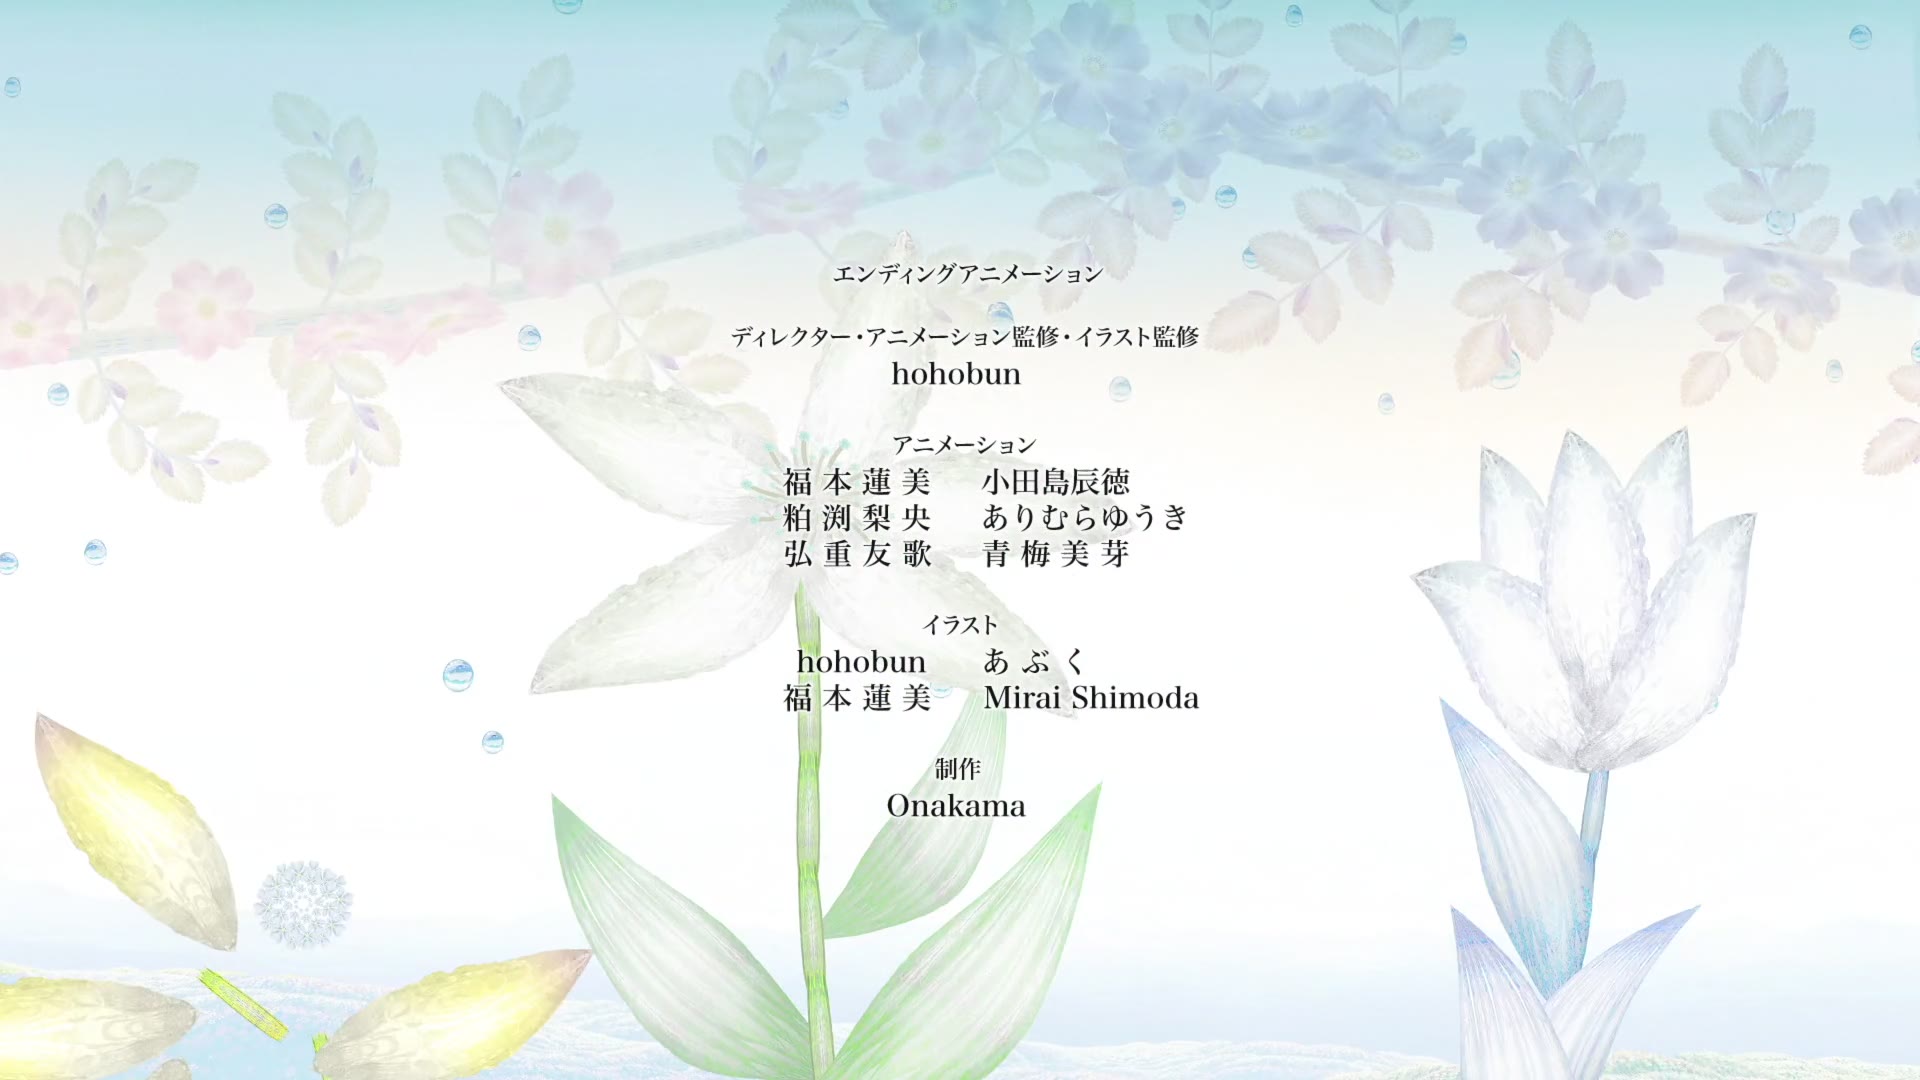 エンディングアニメーション
ディレクター・アニメーション監修・イラスト監修
hohobun
アニメーション
福本蓮美 小田島辰徳
粕渕梨央 ありむらゆうき
弘重友歌 青梅美芽
イラスト
hohobun あぶく
福本蓮美 Mirai Shimoda
制作
Onakama